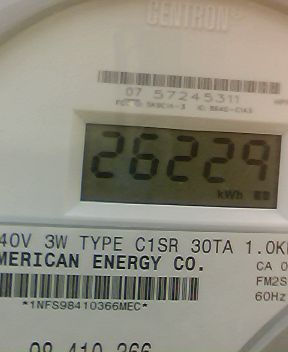 CENTRON®
07 57245311
26229
kWh
40V 3W TYPE C1SR 30TA 1.0K
MERICAN ENERGY CO.
CA 0
FM2S
60Hz
*1NFS98410366MEC*
98 410 366